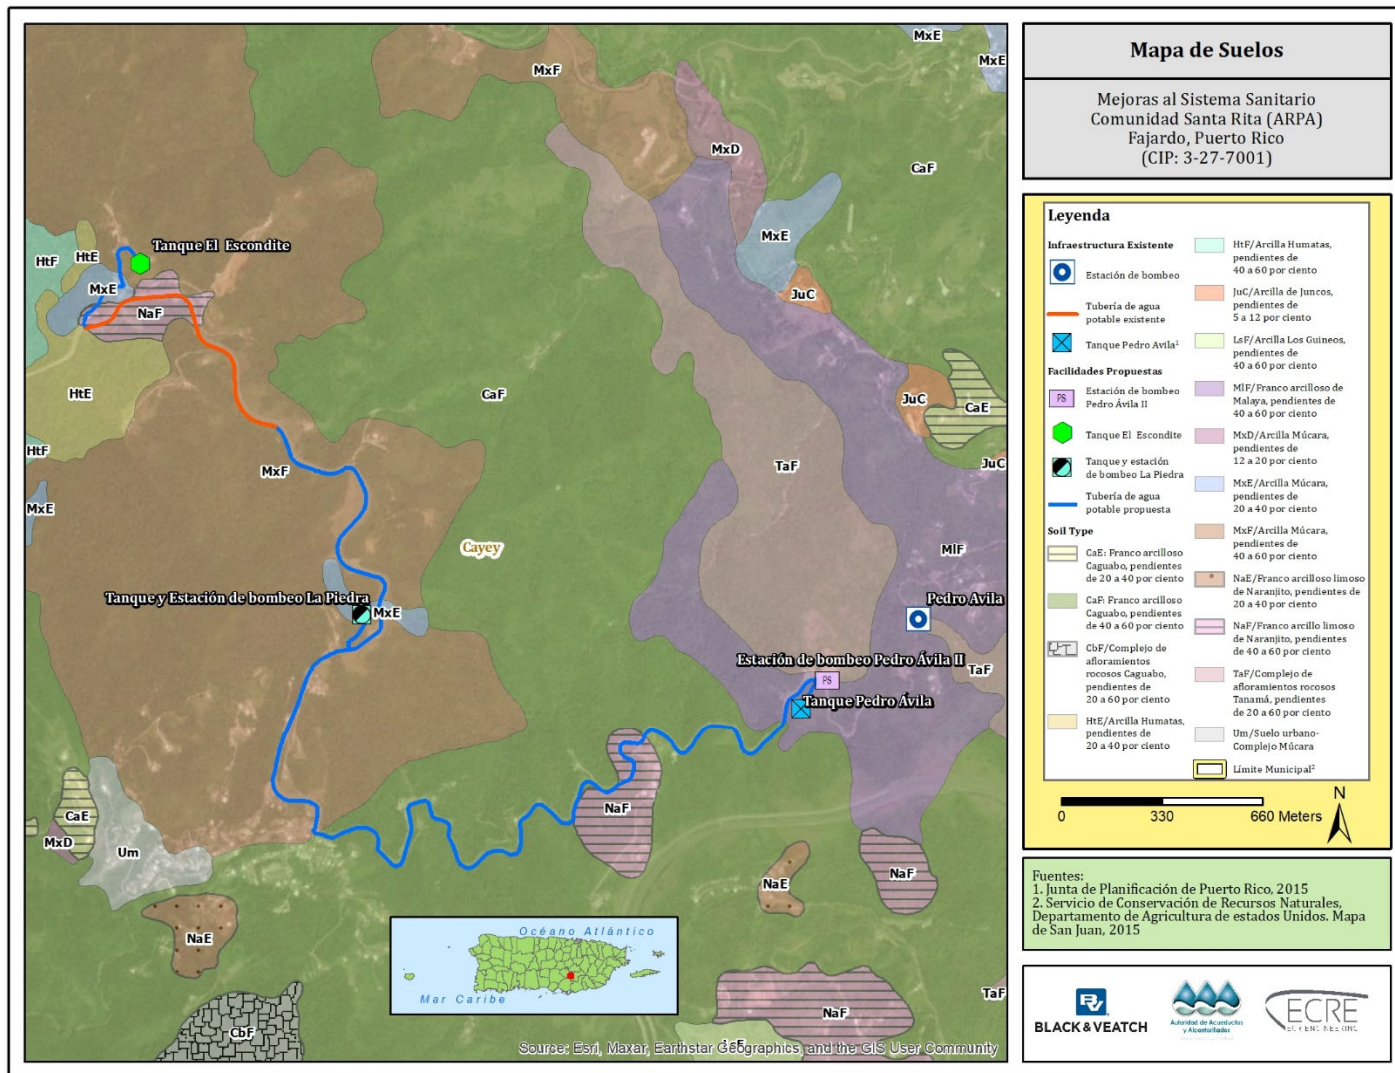 MxE
MxE
MxF
MxD
CaF
MxE
Tanque El Escondite
HtF
HtE
MxE
NaF
JuC
HtE
CaF
JuC
CaE
HtF
MxF
TaF
JuC
MxE
Cayey
MlF
Tanque y Estación de bombeo La Piedra
MxE
Pedro Avila
Estación de bombeo Pedro Ávila II
TaF
PS
Tanque Pedro Ávila
CaE
NaF
MxD
Um
NaE
NaF
NaE
Océano Atlántico
Mar Caribe
TaF
NaF
CbF
Source: Esri, Maxar, Earthstar Geographics, and the GIS User Community
Mapa de Suelos
Mejoras al Sistema Sanitario
Comunidad Santa Rita (ARPA)
Fajardo, Puerto Rico
(CIP: 3-27-7001)
Leyenda
Infraestructura Existente
Estación de bombeo
Tubería de agua
potable existente
Tanque Pedro Avila¹
Facilidades Propuestas
PS
Estación de bombeo
Pedro Ávila II
Tanque El Escondite
Tanque y estación
de bombeo La Piedra
Tubería de agua
potable propuesta
Soil Type
CaE: Franco arcilloso
Caguabo, pendientes
de 20 a 40 por ciento
CaF: Franco arcilloso
Caguabo, pendientes
de 40 a 60 por ciento
CbF/Complejo de
afloramientos
rocosos Caguabo,
pendientes de
20 a 60 por ciento
HtE/Arcilla Humatas,
pendientes de
20 a 40 por ciento
HtF/Arcilla Humatas,
pendientes de
40 a 60 por ciento
JuC/Arcilla de Juncos,
pendientes de
5 a 12 por ciento
LsF/Arcilla Los Guineos,
pendientes de
40 a 60 por ciento
MlF/Franco arcilloso de
Malaya, pendientes de
40 a 60 por ciento
MxD/Arcilla Múcara,
pendientes de
12 a 20 por ciento
MxE/Arcilla Múcara,
pendientes de
20 a 40 por ciento
MxF/Arcilla Múcara,
pendientes de
40 a 60 por ciento
NaE/Franco arcilloso limoso
de Naranjito, pendientes de
20 a 40 por ciento
NaF/Franco arcillo limoso
de Naranjito, pendientes
de 40 a 60 por ciento
TaF/Complejo de
afloramientos rocosos
Tanamá, pendientes
de 20 a 60 por ciento
Um/Suelo urbano-
Complejo Múcara
Límite Municipal²
0 330 660 Meters
N
Fuentes:
1. Junta de Planificación de Puerto Rico, 2015
2. Servicio de Conservación de Recursos Naturales,
Departamento de Agricultura de estados Unidos. Mapa
de San Juan, 2015
BV
BLACK & VEATCH
Autoridad de Acueductos
y Alcantarillados
ECRE